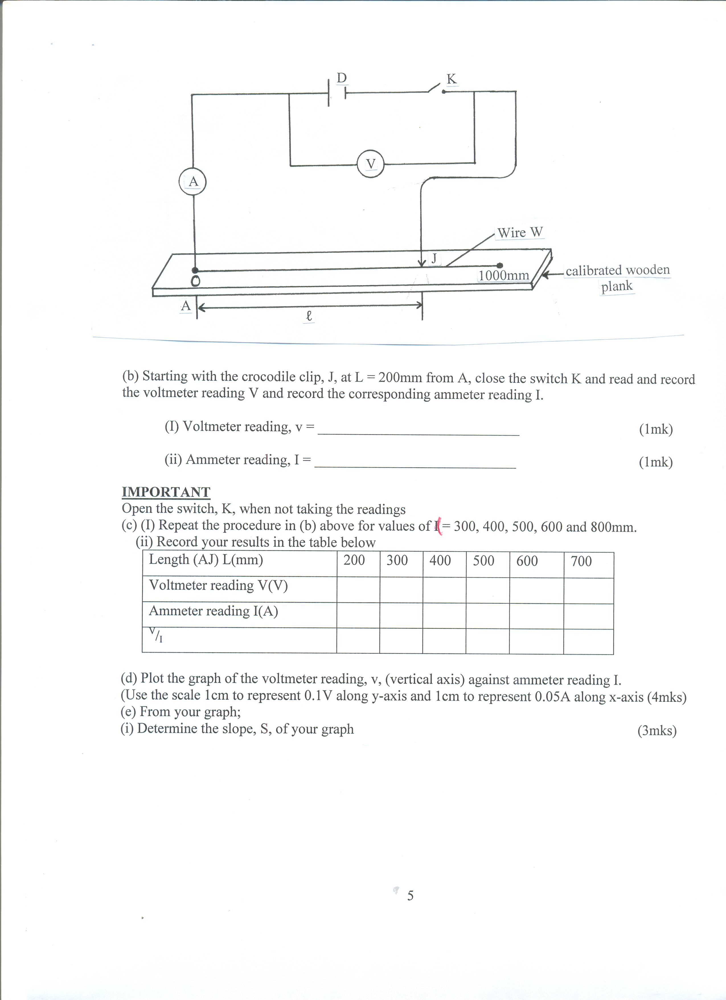 D
K
V
A
Wire W
J
O
1000mm
calibrated wooden
plank
A
ℓ
(b) Starting with the crocodile clip, J, at L = 200mm from A, close the switch K and read and record
the voltmeter reading V and record the corresponding ammeter reading I.
(I) Voltmeter reading, v = (1mk)
(ii) Ammeter reading, I = (1mk)
IMPORTANT
Open the switch, K, when not taking the readings
(c) (I) Repeat the procedure in (b) above for values of l = 300, 400, 500, 600 and 800mm.
(ii) Record your results in the table below
Length (AJ) L(mm) 200 300 400 500 600 700
Voltmeter reading V(V)
Ammeter reading I(A)
V/I
(d) Plot the graph of the voltmeter reading, v, (vertical axis) against ammeter reading I.
(Use the scale 1cm to represent 0.1V along y-axis and 1cm to represent 0.05A along x-axis (4mks)
(e) From your graph;
(i) Determine the slope, S, of your graph (3mks)
5